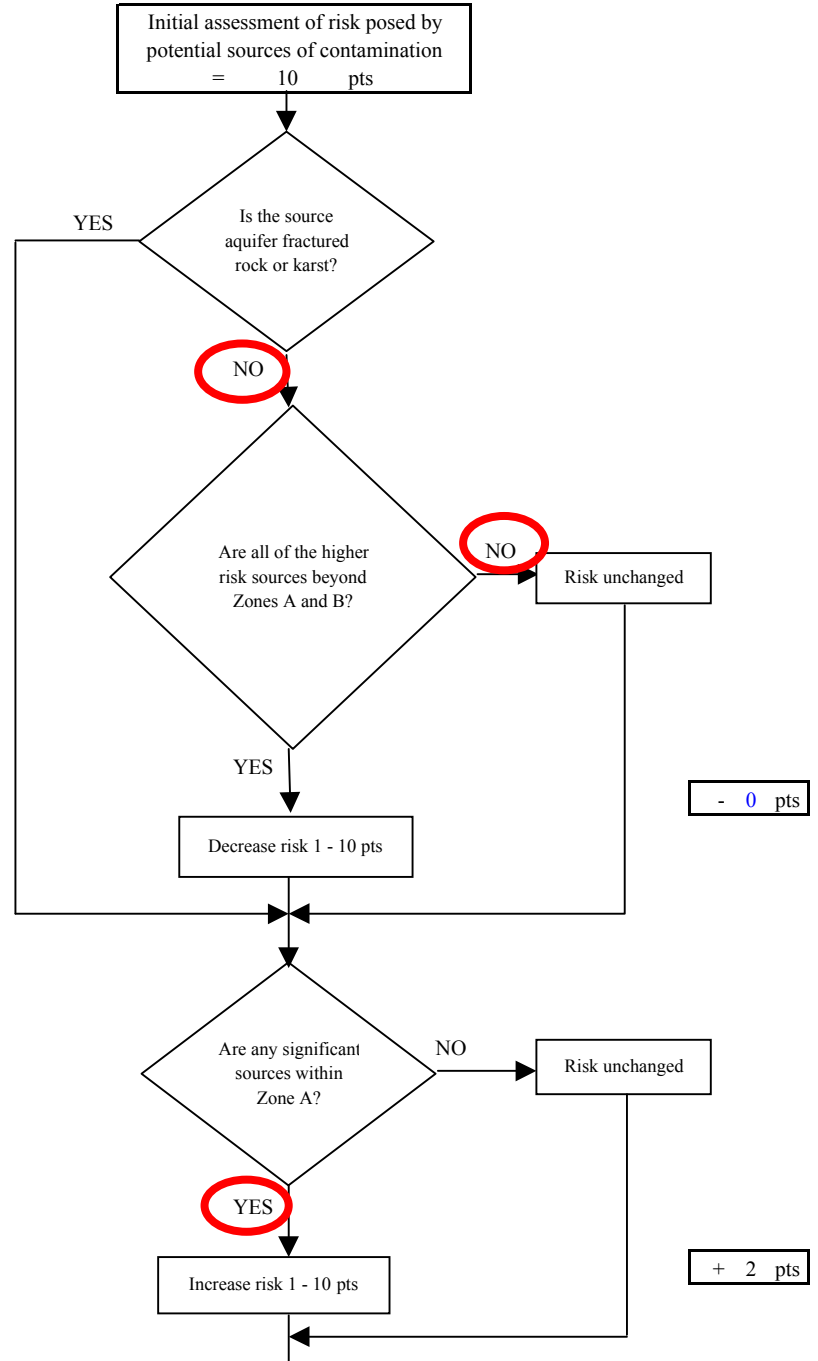 Initial assessment of risk posed by
potential sources of contamination
= 10 pts
YES
Is the source
aquifer fractured
rock or karst?
NO
Are all of the higher
risk sources beyond
Zones A and B?
NO
Risk unchanged
YES
- 0 pts
Decrease risk 1 - 10 pts
Are any significant
sources within
Zone A?
NO
Risk unchanged
YES
+ 2 pts
Increase risk 1 - 10 pts